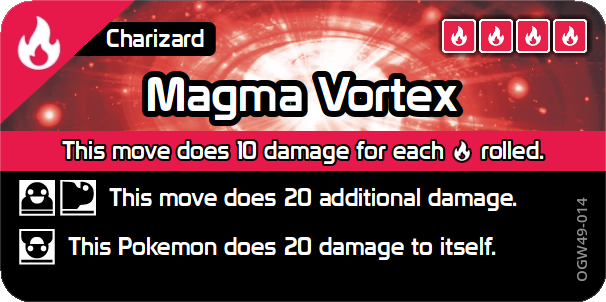 Charizard
Magma Vortex
This move does 10 damage for each rolled.
This move does 20 additional damage.
This Pokemon does 20 damage to itself.
OGW49-014